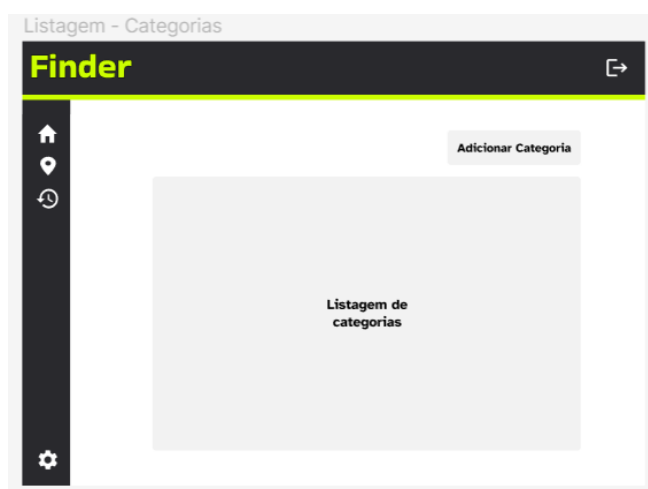 Listagem - Categorias
Finder
Adicionar Categoria
Listagem de
categorias